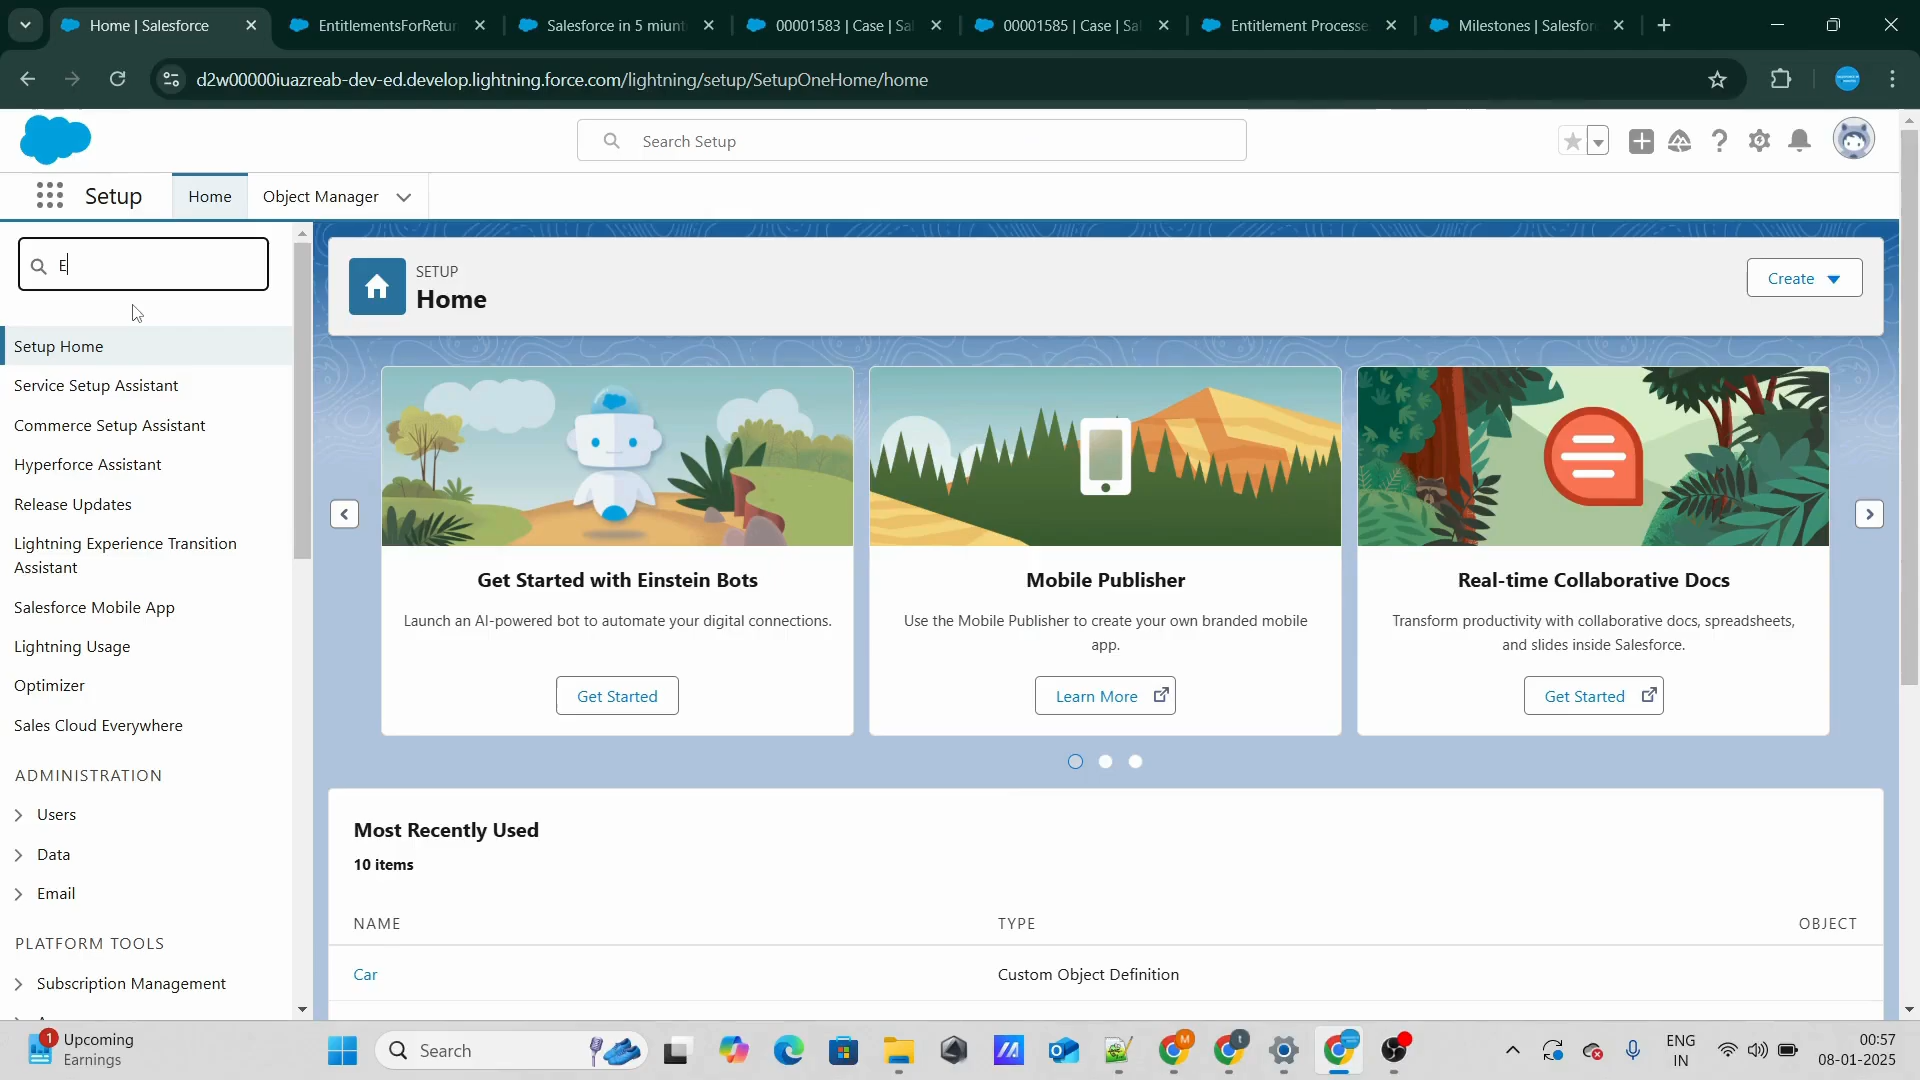 Home | Salesforce
EntitlementsForRetur
Salesforce in 5 miunt
00001583 | Case | Sal
00001585 | Case | Sal
Entitlement Processe
Milestones | Salesfor
d2w00000iuazreab-dev-ed.develop.lightning.force.com/lightning/setup/SetupOneHome/home
Search Setup
Setup
Home
Object Manager
E
SETUP
Home
Create
Setup Home
Service Setup Assistant
Commerce Setup Assistant
Hyperforce Assistant
Release Updates
Lightning Experience Transition
Assistant
Salesforce Mobile App
Lightning Usage
Optimizer
Sales Cloud Everywhere
ADMINISTRATION
Users
Data
Email
PLATFORM TOOLS
Subscription Management
Get Started with Einstein Bots
Launch an AI-powered bot to automate your digital connections.
Get Started
Mobile Publisher
Use the Mobile Publisher to create your own branded mobile
app.
Learn More
Real-time Collaborative Docs
Transform productivity with collaborative docs, spreadsheets,
and slides inside Salesforce.
Get Started
Most Recently Used
10 items
NAME TYPE OBJECT
Car Custom Object Definition
1
Upcoming
Earnings
Search
M
t
ENG
IN
00:57
08-01-2025